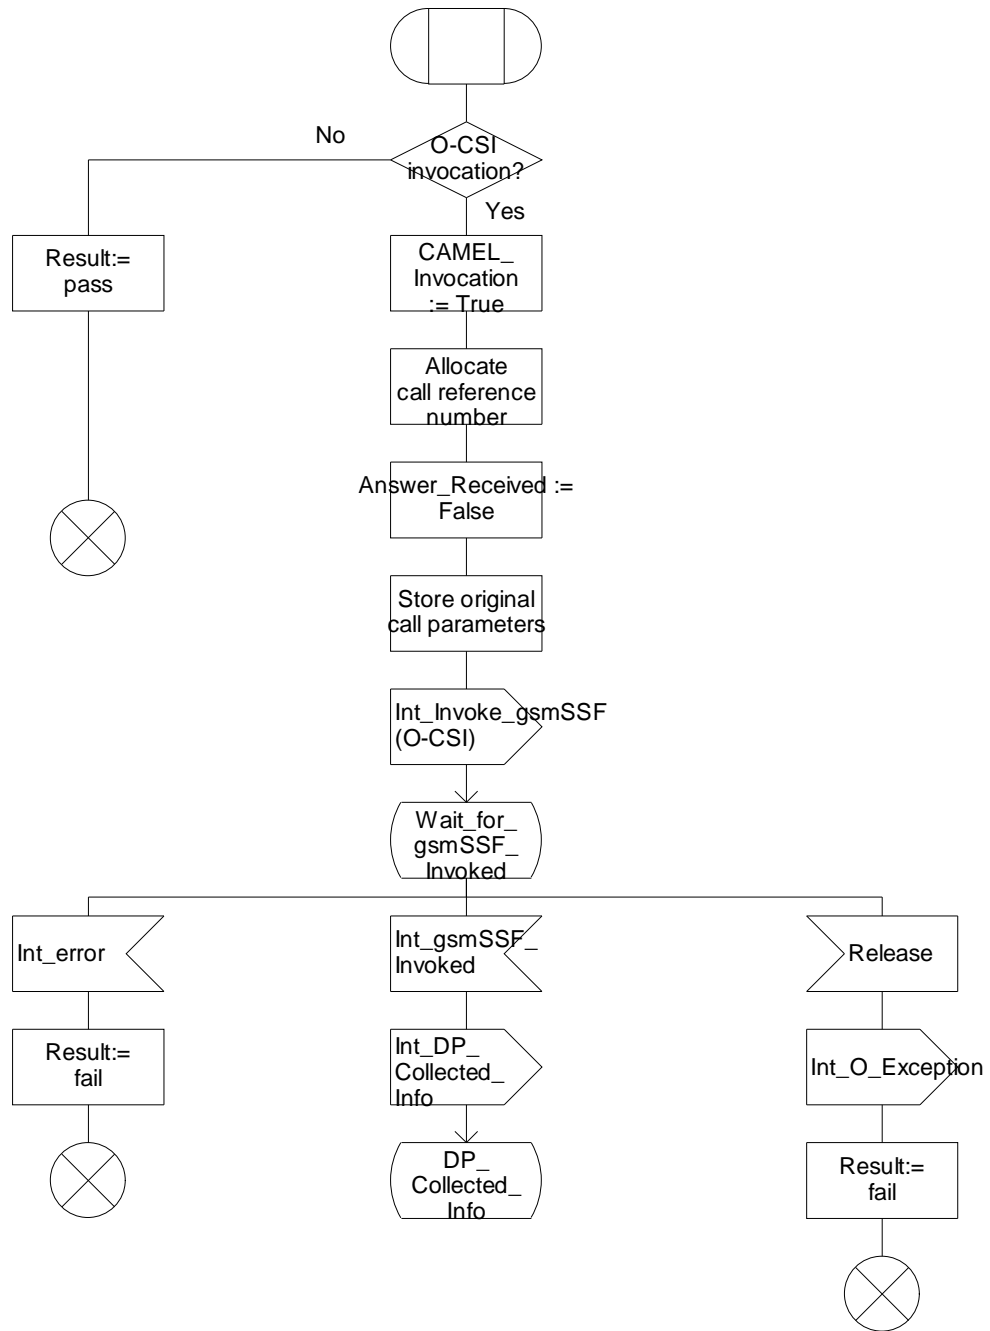 No
O-CSI
invocation?
Yes
Result:=
pass
CAMEL_
Invocation
:= True
Allocate
call reference
number
Answer_Received :=
False
Store original
call parameters
Int_Invoke_gsmSSF
(O-CSI)
Wait_for_
gsmSSF_
Invoked
Int_error
Int_gsmSSF_
Invoked
Release
Result:=
fail
Int_DP_
Collected_
Info
Int_O_Exception
DP_
Collected_
Info
Result:=
fail